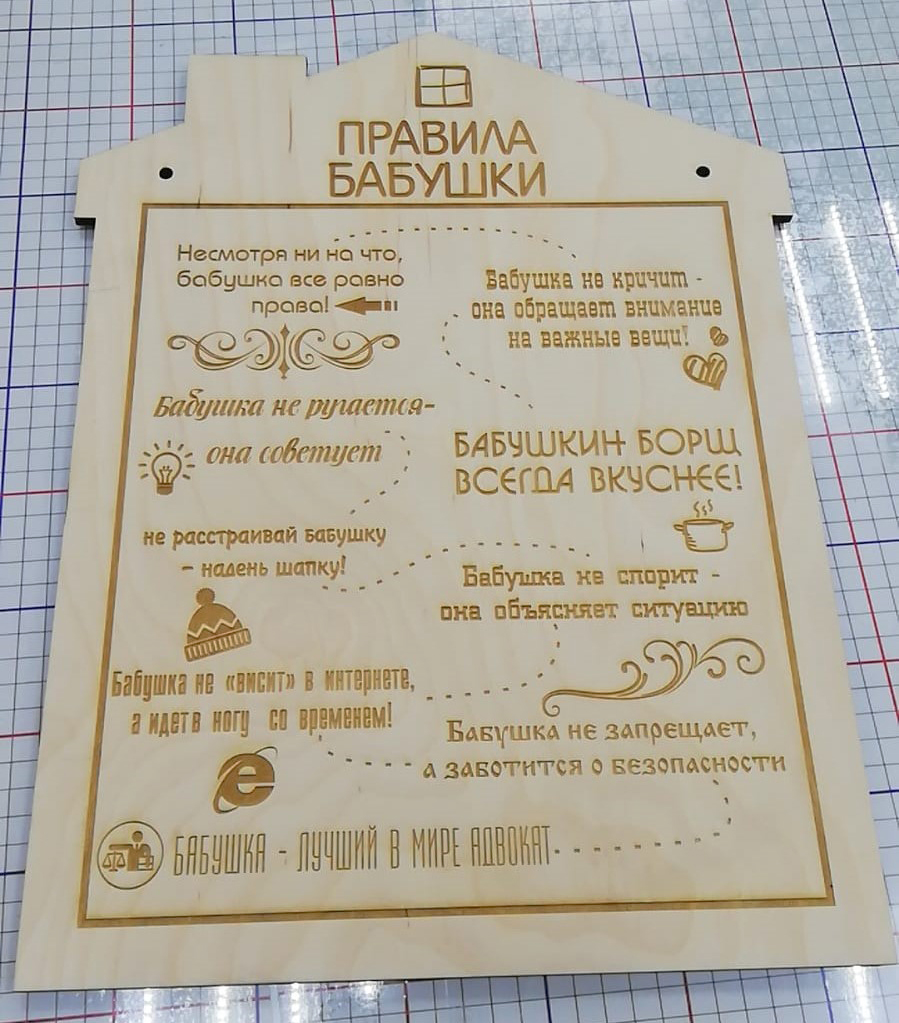 ПРАВИЛА
БАБУШКИ
Несмотря ни на что,
бабушка все равно
права!
Бабушка не кричит -
она обращает внимание
на важные вещи!
Бабушка не ругается-
она советует
БАБУШКИН БОРЩ
ВСЕГДА ВКУСНЕЕ!
не расстраивай бабушку
- надень шапку!
Бабушка не спорит -
она объясняет ситуацию
Бабушка не «висит» в интернете,
а идет в ногу со временем!
Бабушка не запрещает,
а заботится о безопасности
БАБУШКА - ЛУЧШИЙ В МИРЕ АДВОКАТ